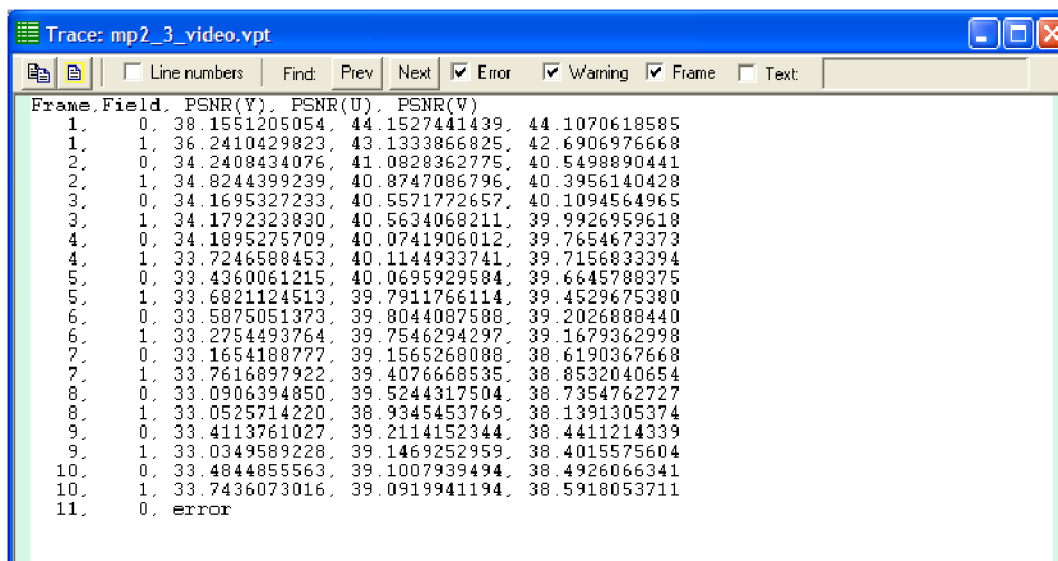 Trace: mp2_3_video.vpt
Line numbers Find: Prev Next Error Warning Frame Text:
Frame,Field, PSNR(Y), PSNR(U), PSNR(V)
1, 0, 38.1551205054, 44.1527441439, 44.1070618585
1, 1, 36.2410429823, 43.1333866825, 42.6906976668
2, 0, 34.2408434076, 41.0828362775, 40.5498890441
2, 1, 34.8244399239, 40.8747086796, 40.3956140428
3, 0, 34.1695327233, 40.5571772657, 40.1094564965
3, 1, 34.1792323830, 40.5634068211, 39.9926959618
4, 0, 34.1895275709, 40.0741906012, 39.7654673373
4, 1, 33.7246588453, 40.1144933741, 39.7156833394
5, 0, 33.4360061215, 40.0695929584, 39.6645788375
5, 1, 33.6821124513, 39.7911766114, 39.4529675380
6, 0, 33.5875051373, 39.8044087588, 39.2026888440
6, 1, 33.2754493764, 39.7546294297, 39.1679362998
7, 0, 33.1654188777, 39.1565268088, 38.6190367668
7, 1, 33.7616897922, 39.4076668535, 38.8532040654
8, 0, 33.0906394850, 39.5244317504, 38.7354762727
8, 1, 33.0525714220, 38.9345453769, 38.1391305374
9, 0, 33.4113761027, 39.2114152344, 38.4411214339
9, 1, 33.0349589228, 39.1469252959, 38.4015575604
10, 0, 33.4844855563, 39.1007939494, 38.4926066341
10, 1, 33.7436073016, 39.0919941194, 38.5918053711
11, 0, error